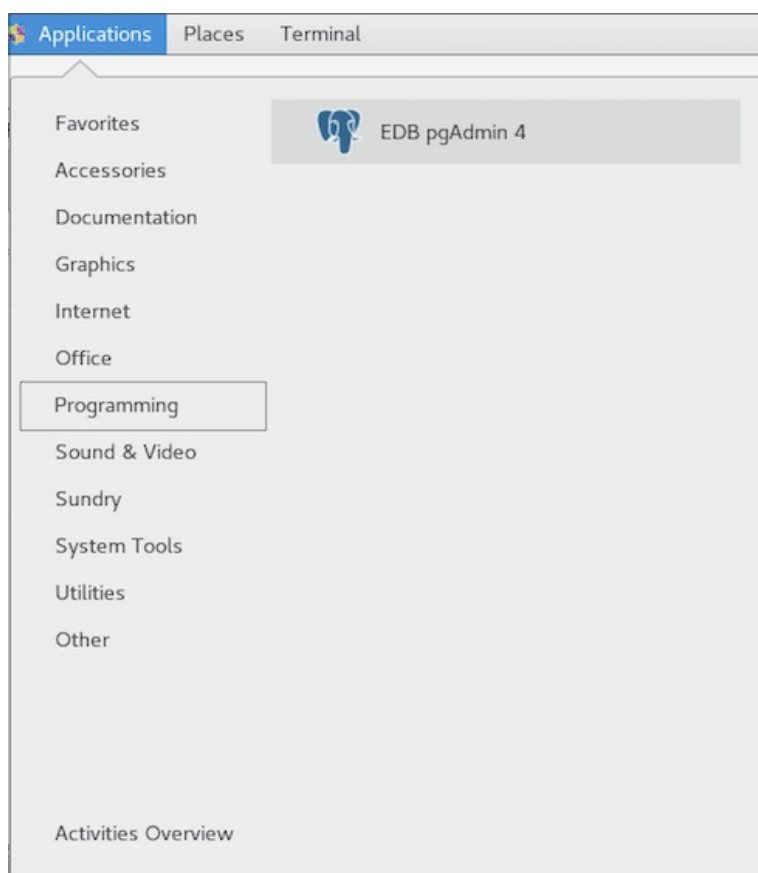 Applications Places Terminal
Favorites
EDB pgAdmin 4
Accessories
Documentation
Graphics
Internet
Office
Programming
Sound & Video
Sundry
System Tools
Utilities
Other
Activities Overview